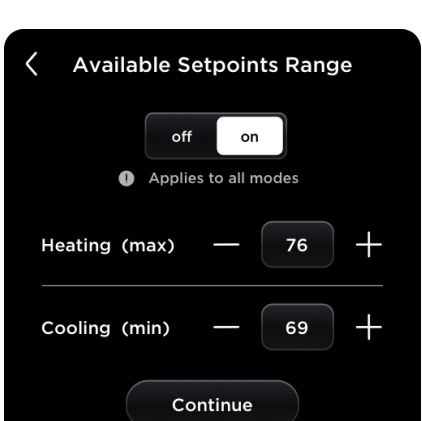 Available Setpoints Range
off on
Applies to all modes
Heating (max) — 76 +
Cooling (min) — 69 +
Continue